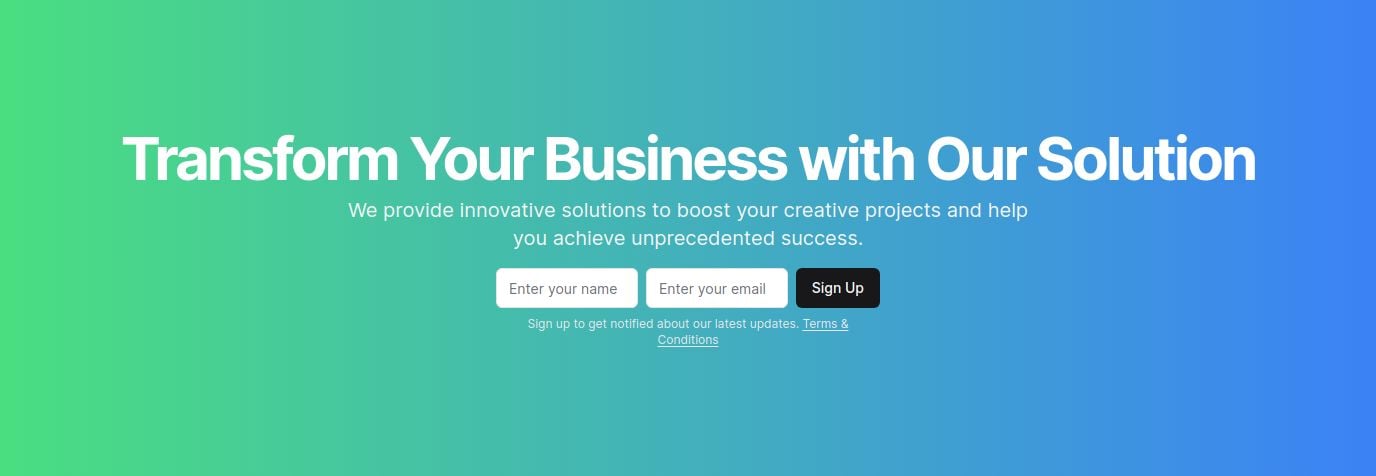 Transform Your Business with Our Solution
We provide innovative solutions to boost your creative projects and help
you achieve unprecedented success.
Enter your name Enter your email Sign Up
Sign up to get notified about our latest updates. Terms &
Conditions